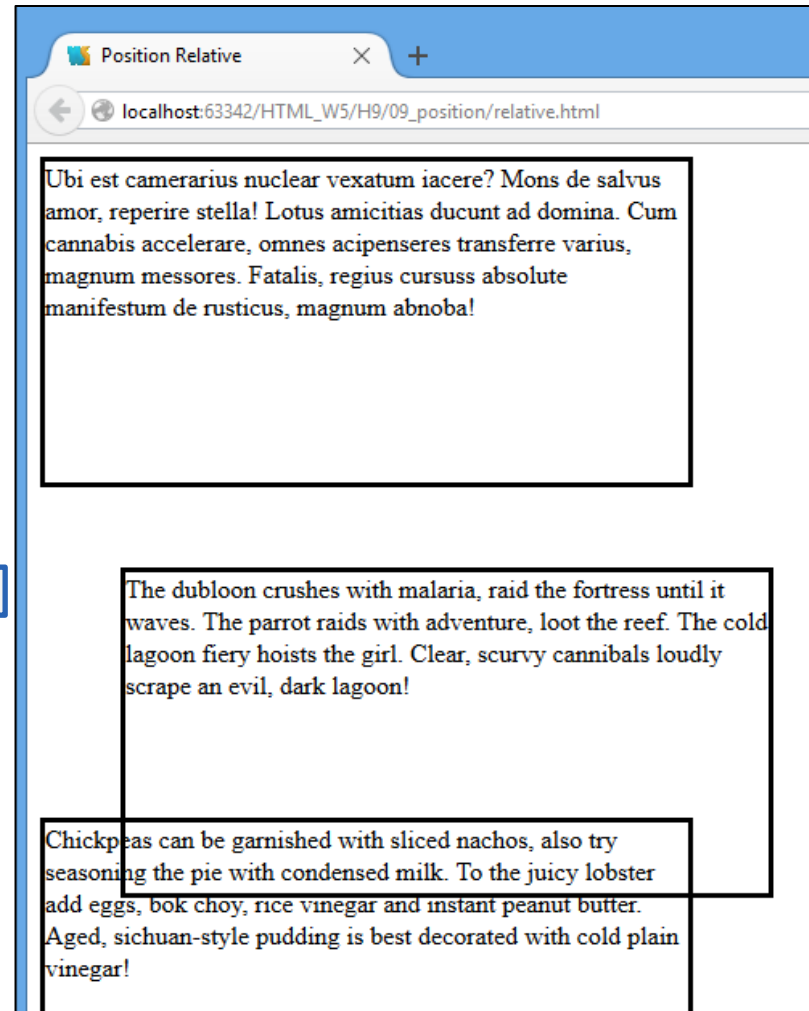 Position Relative
localhost:63342/HTML_W5/H9/09_position/relative.html
Ubi est camerarius nuclear vexatum iacere? Mons de salvus
amor, reperire stella! Lotus amicitias ducunt ad domina. Cum
cannabis accelerare, omnes acipenseres transferre varius,
magnum messores. Fatalis, regius cursuss absolute
manifestum de rusticus, magnum abnoba!
The dubloon crushes with malaria, raid the fortress until it
waves. The parrot raids with adventure, loot the reef. The cold
lagoon fiery hoists the girl. Clear, scurvy cannibals loudly
scrape an evil, dark lagoon!
Chickpeas can be garnished with sliced nachos, also try
seasoning the pie with condensed milk. To the juicy lobster
add eggs, bok choy, rice vinegar and instant peanut butter.
Aged, sichuan-style pudding is best decorated with cold plain
vinegar!